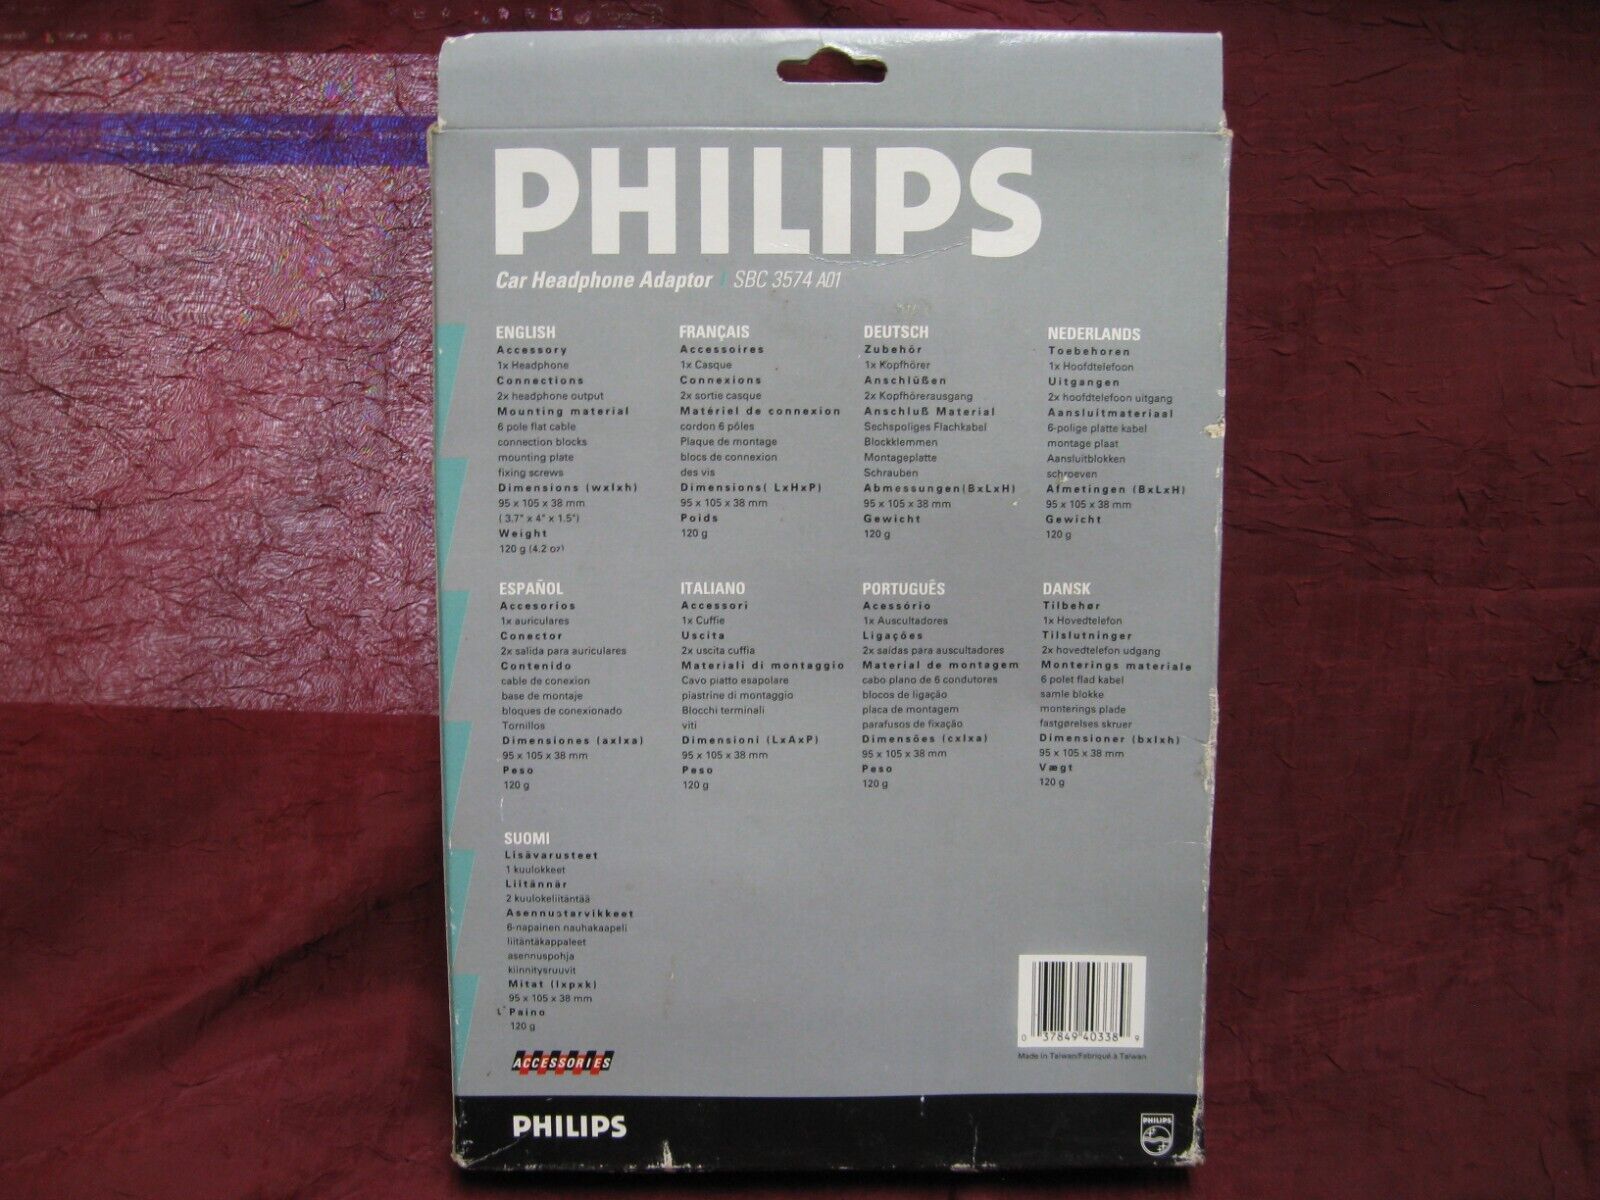 PHILIPS
Car Headphone Adaptor | SBC 3574 A01
ENGLISH
Accessory
1x Headphone
Connections
2x headphone output
Mounting material
6 pole flat cable
connection blocks
mounting plate
fixing screws
Dimensions (wxlxh)
95 x 105 x 38 mm
( 3.7" x 4" x 1.5")
Weight
120 g (4.2 oz)
FRANÇAIS
Accessoires
1x Casque
Connexions
2x sortie casque
Matériel de connexion
cordon 6 pôles
Plaque de montage
blocs de connexion
des vis
Dimensions( LxHxP)
95 x 105 x 38 mm
Poids
120 g
DEUTSCH
Zubehör
1x Kopfhörer
Anschlüßen
2x Kopfhörerausgang
Anschluß Material
Sechspoliges Flachkabel
Blockklemmen
Montageplatte
Schrauben
Abmessungen(BxLxH)
95 x 105 x 38 mm
Gewicht
120 g
NEDERLANDS
Toebehoren
1x Hoofdtelefoon
Uitgangen
2x hoofdtelefoon uitgang
Aansluitmateriaal
6-polige platte kabel
montage plaat
Aansluitblokken
schroeven
Afmetingen (BxLxH)
95 x 105 x 38 mm
Gewicht
120 g
ESPAÑOL
Accesorios
1x auriculares
Conector
2x salida para auriculares
Contenido
cable de conexion
base de montaje
bloques de conexionado
Tornillos
Dimensiones (axlxa)
95 x 105 x 38 mm
Peso
120 g
ITALIANO
Accessori
1x Cuffie
Uscita
2x uscita cuffia
Materiali di montaggio
Cavo piatto esapolare
piastrine di montaggio
Blocchi terminali
viti
Dimensioni (LxAxP)
95 x 105 x 38 mm
Peso
120 g
PORTUGUÊS
Acessório
1x Auscultadores
Ligações
2x saídas para auscultadores
Material de montagem
cabo plano de 6 condutores
blocos de ligação
placa de montagem
parafusos de fixação
Dimensões (cxlxa)
95 x 105 x 38 mm
Peso
120 g
DANSK
Tilbehør
1x Hovedtelefon
Tilslutninger
2x hovedtelefon udgang
Monterings materiale
6 polet flad kabel
samle blokke
monterings plade
fastgørelses skruer
Dimensioner (bxlxh)
95 x 105 x 38 mm
Vægt
120 g
SUOMI
Lisävarusteet
1 kuulokkeet
Liitännär
2 kuulokeliitäntää
Asennustarvikkeet
6-napainen nauhakaapeli
liitäntäkappaleet
asennuspohja
kiinnitysruuvit
Mitat (lxpxk)
95 x 105 x 38 mm
Paino
120 g
0 37849 40338 9
Made in Taiwan/Fabriqué à Taiwan
ACCESSORIES
PHILIPS
PHILIPS